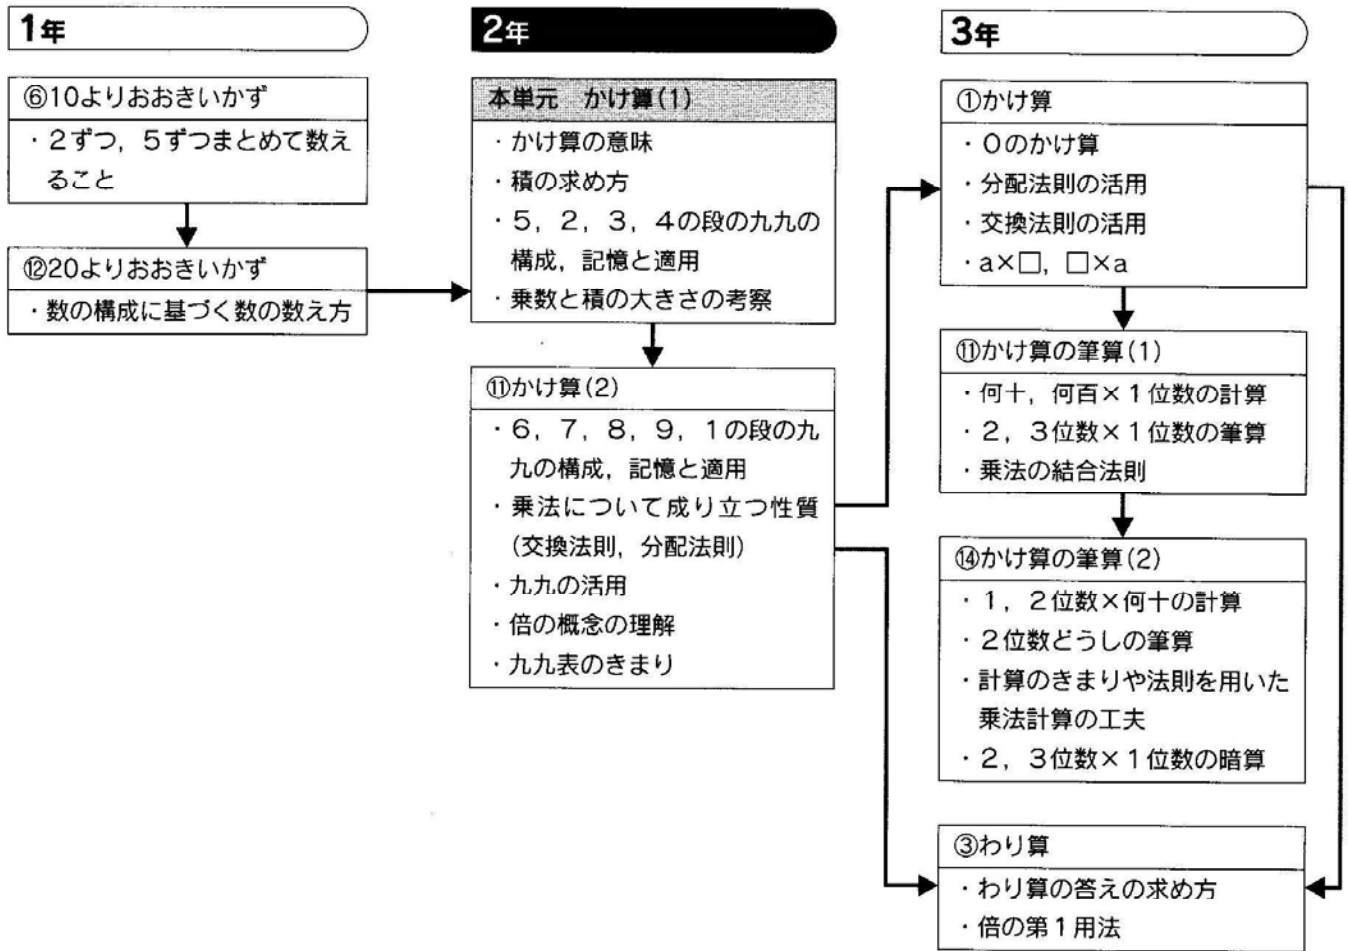 1年
⑥10よりおおきいかず
・2ずつ，5ずつまとめて数え
ること
⑫20よりおおきいかず
・数の構成に基づく数の数え方
2年
本単元　かけ算(1)
・かけ算の意味
・積の求め方
・5，2，3，4の段の九九の
構成，記憶と適用
・乗数と積の大きさの考察
⑪かけ算(2)
・6，7，8，9，1の段の九
九の構成，記憶と適用
・乗法について成り立つ性質
（交換法則，分配法則）
・九九の活用
・倍の概念の理解
・九九表のきまり
3年
①かけ算
・0のかけ算
・分配法則の活用
・交換法則の活用
・a×□，□×a
⑪かけ算の筆算(1)
・何十，何百×1位数の計算
・2，3位数×1位数の筆算
・乗法の結合法則
⑭かけ算の筆算(2)
・1，2位数×何十の計算
・2位数どうしの筆算
・計算のきまりや法則を用いた
乗法計算の工夫
・2，3位数×1位数の暗算
③わり算
・わり算の答えの求め方
・倍の第1用法